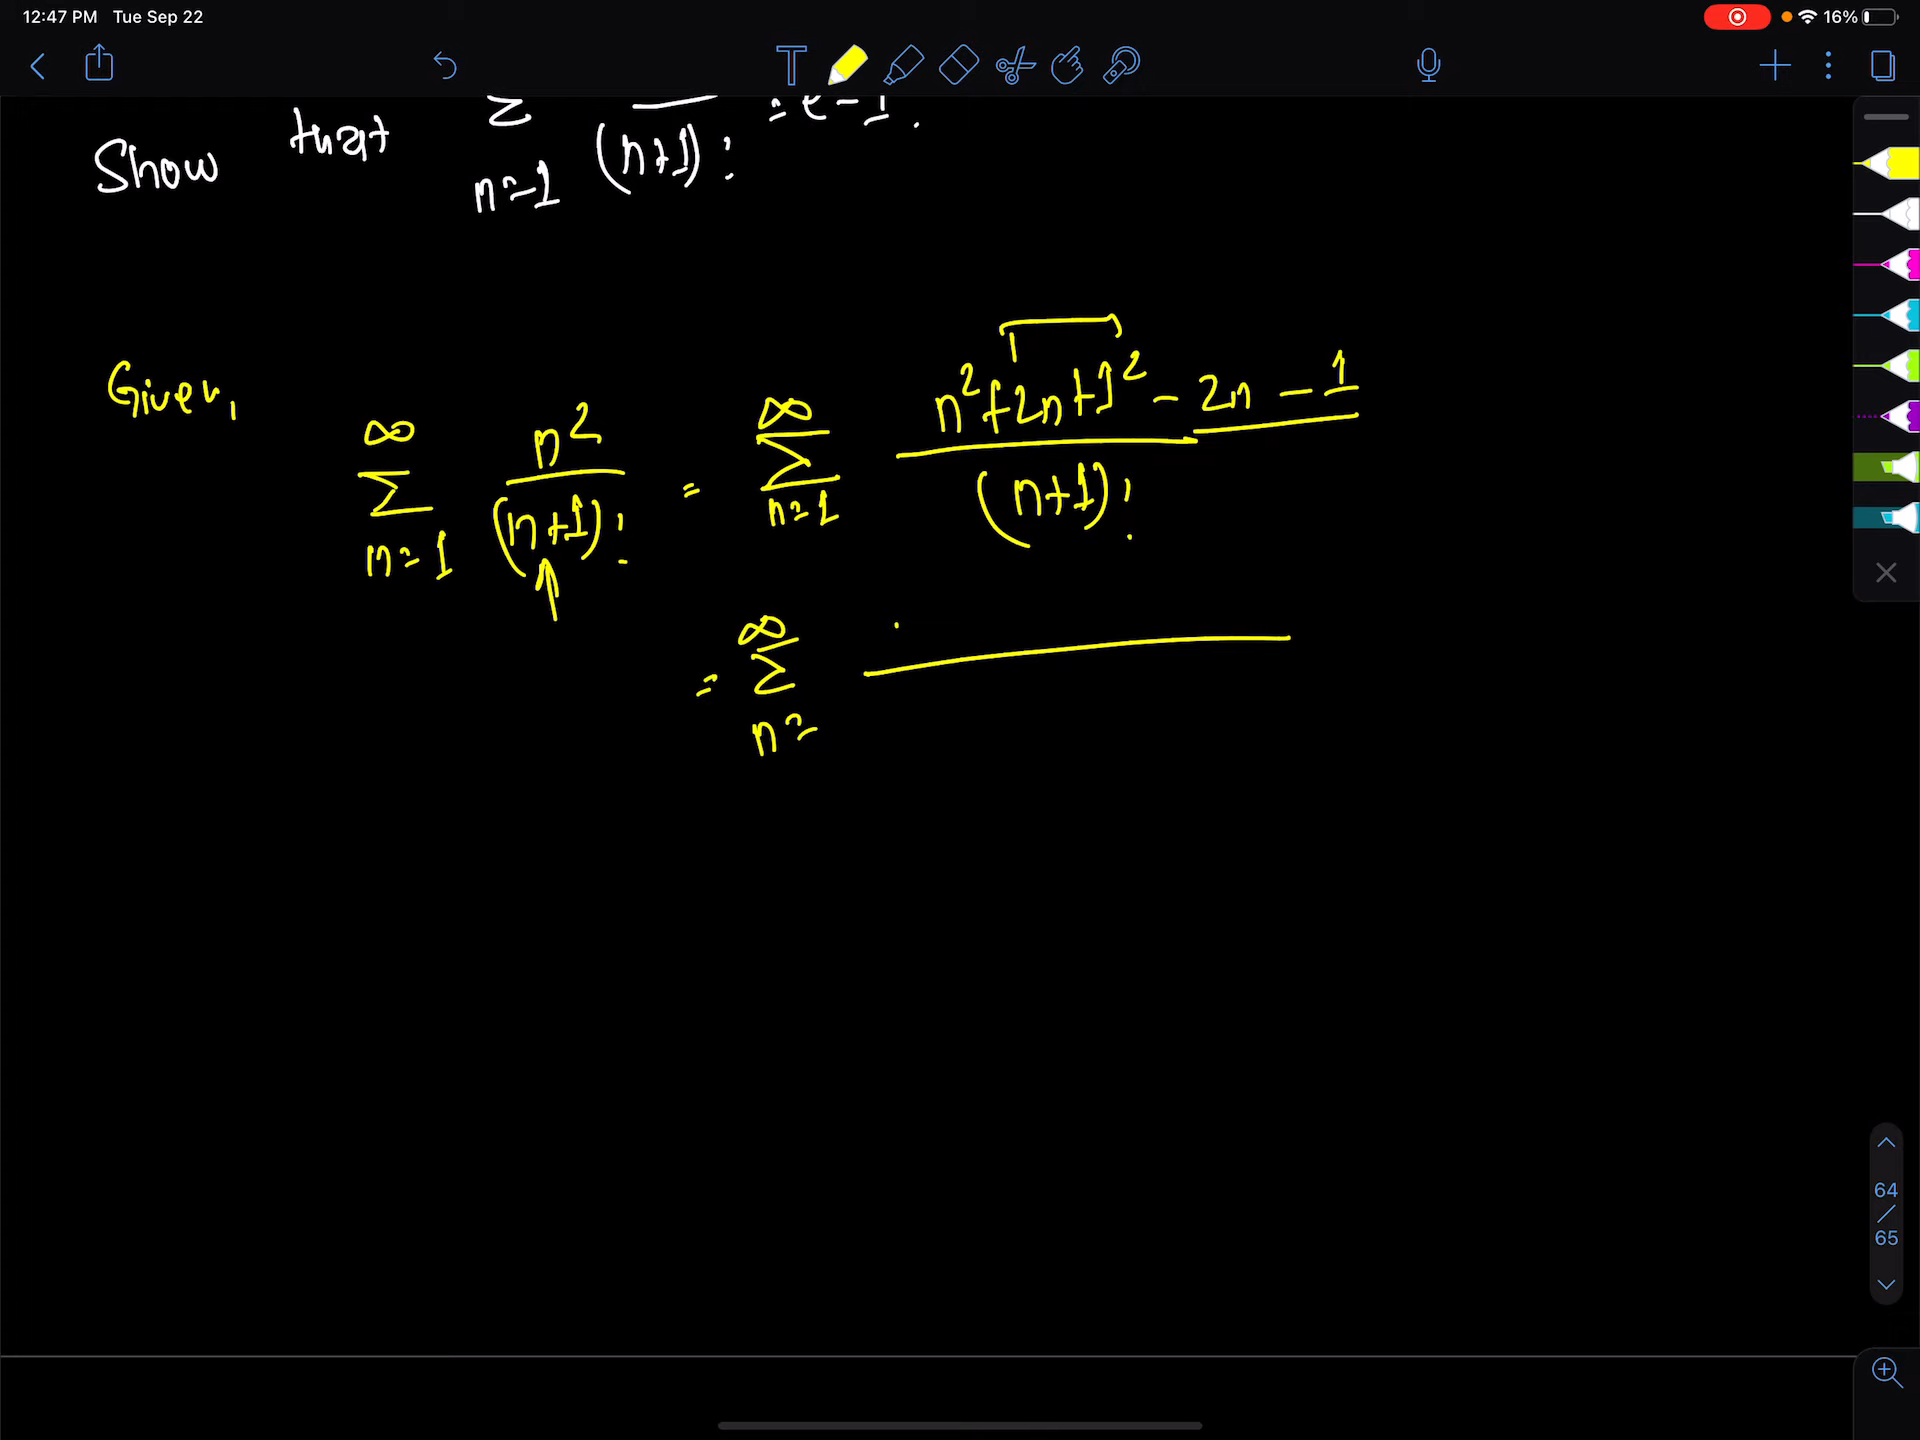 12:47 PM Tue Sep 22 16%
Show that Σ n=1 (n+1)! = e - 1.
Given, ∞ Σ n=1 n² / (n+1)! = ∞ Σ n=1 n²+2n+1² - 2n - 1 / (n+1)!
= ∞ Σ n=
64
/
65